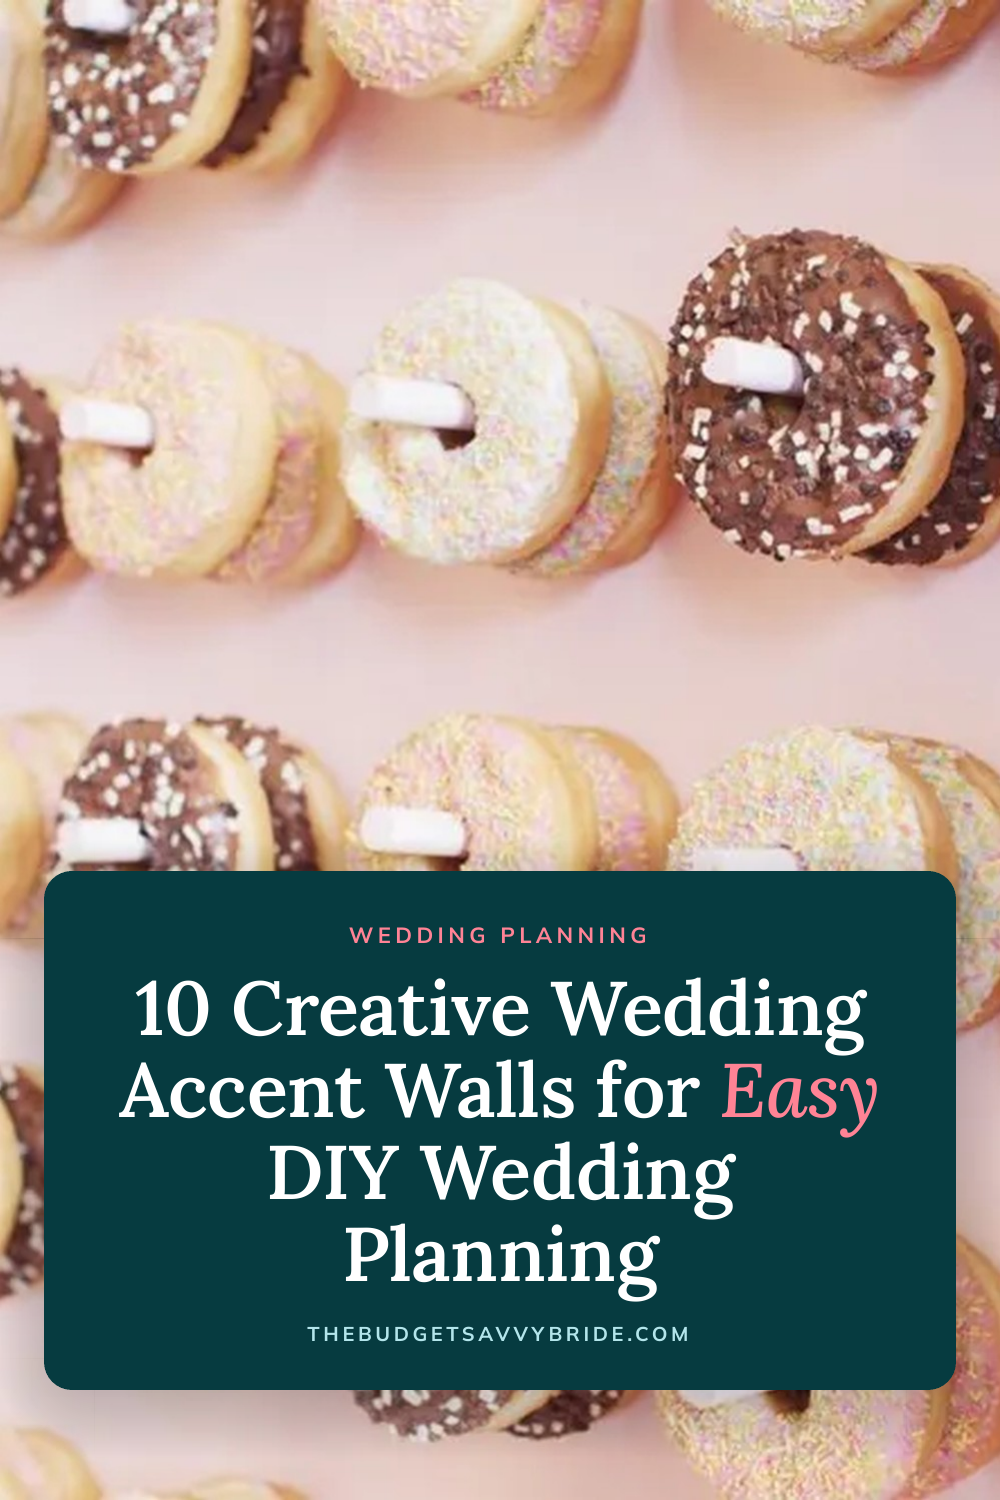 WEDDING PLANNING
10 Creative Wedding
Accent Walls for Easy
DIY Wedding
Planning
THEBUDGETSAVVYBRIDE.COM